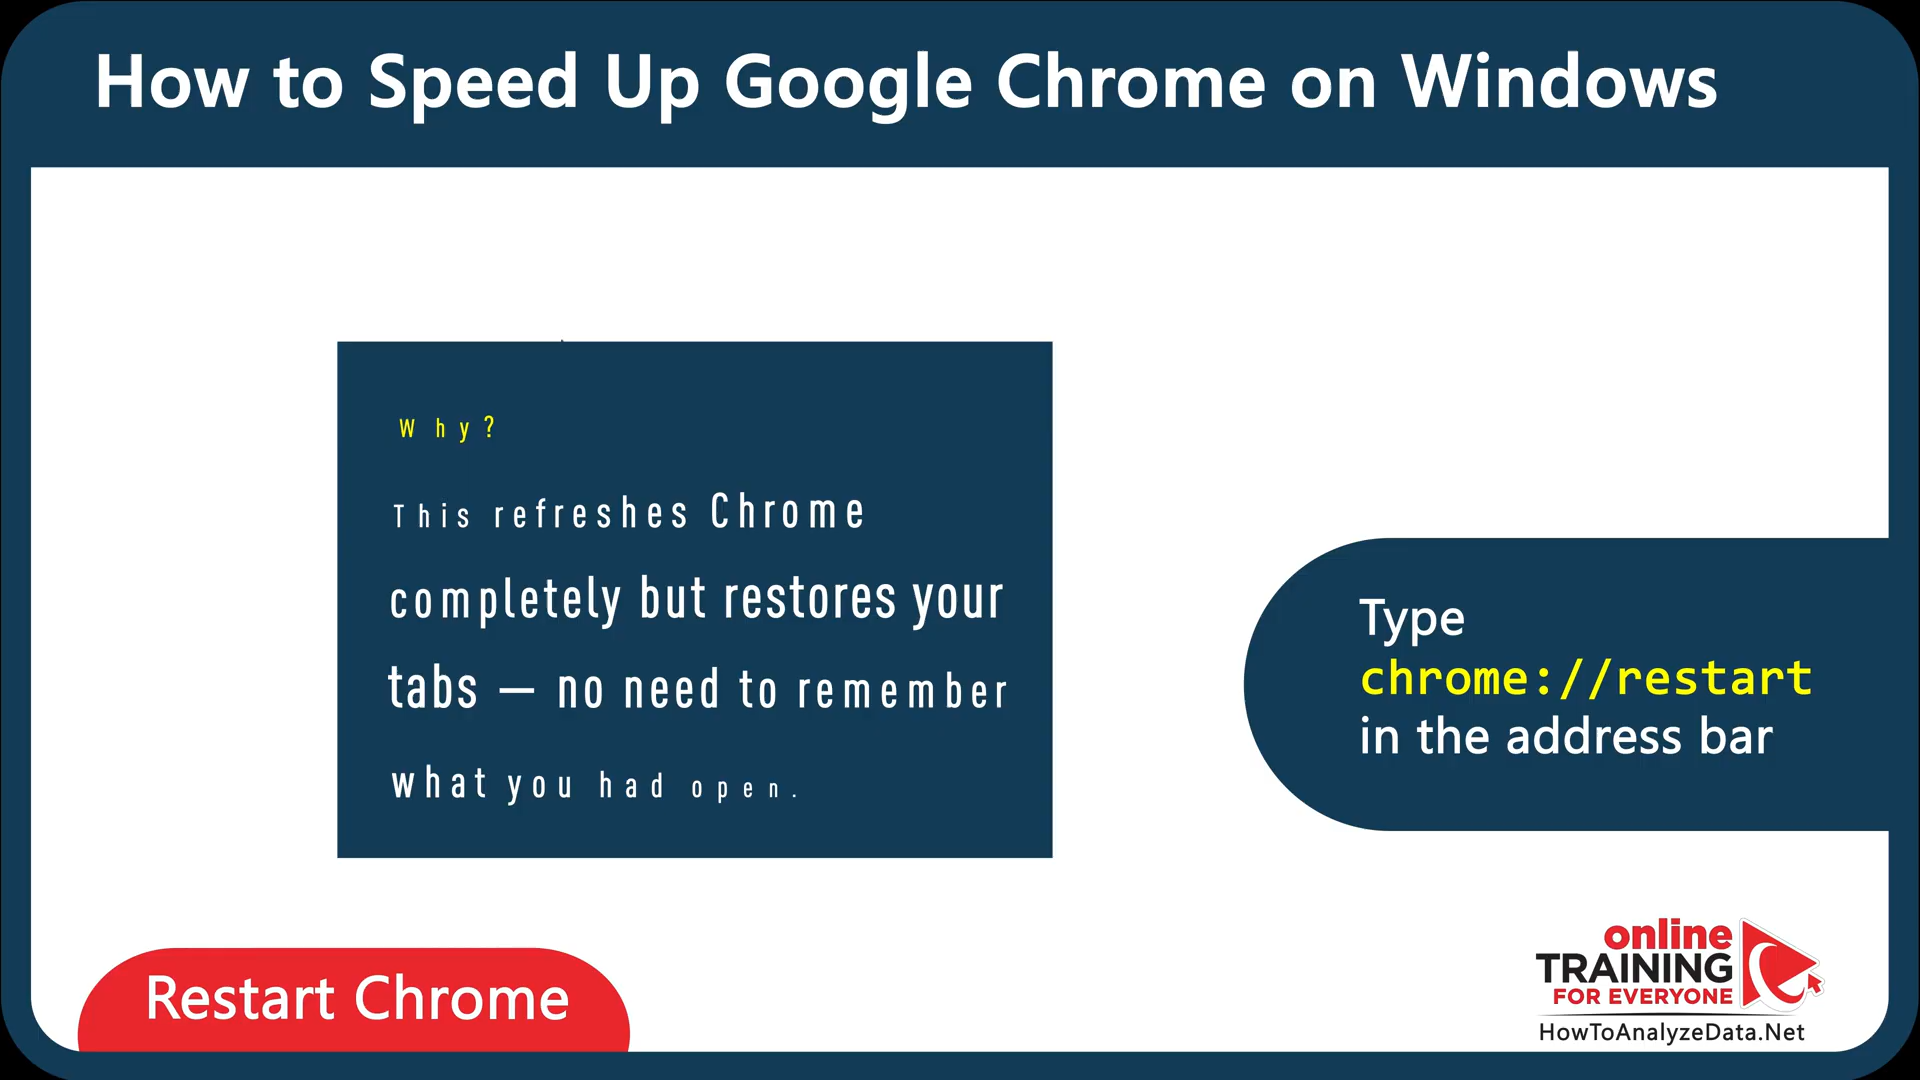 How to Speed Up Google Chrome on Windows
Why?
This refreshes Chrome
completely but restores your
tabs — no need to remember
what you had open.
Type
chrome://restart
in the address bar
Restart Chrome
online
TRAINING
FOR EVERYONE
HowToAnalyzeData.Net